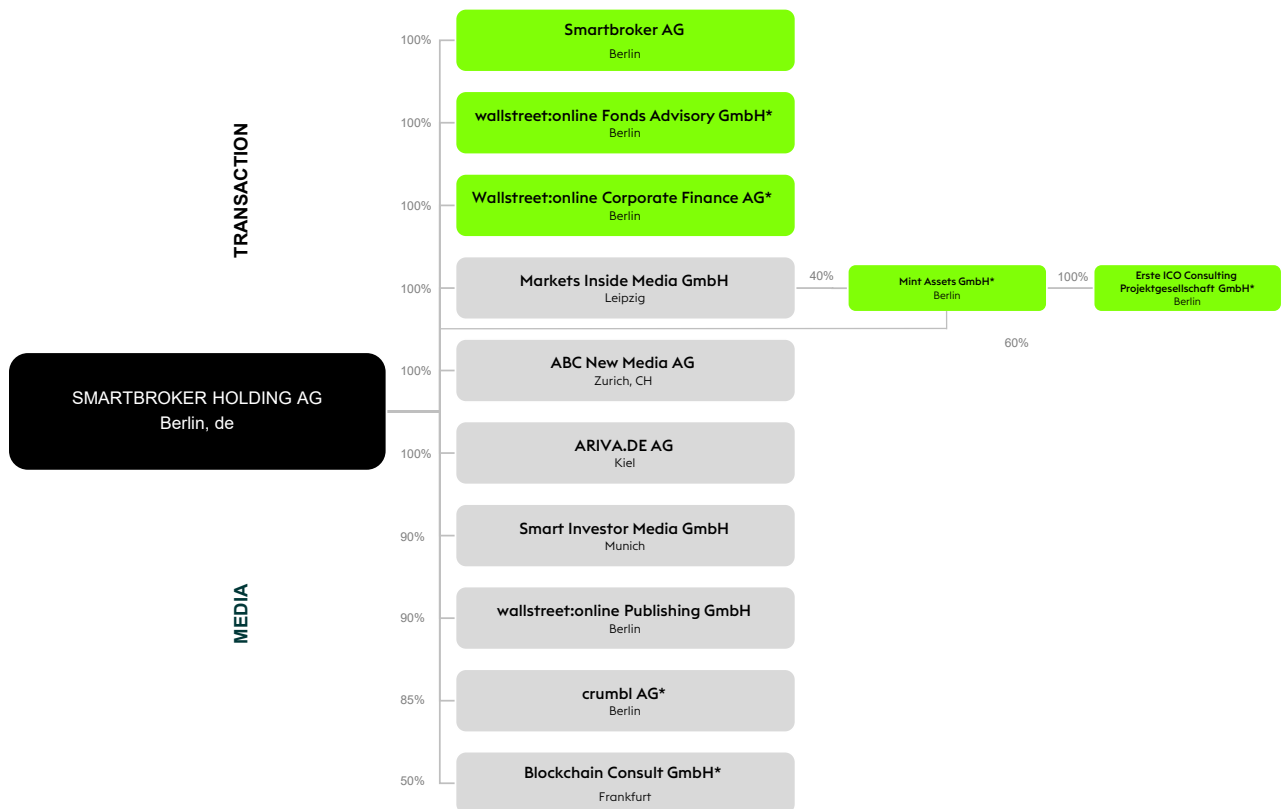 TRANSACTION
100%
Smartbroker AG
Berlin
100%
wallstreet:online Fonds Advisory GmbH*
Berlin
100%
Wallstreet:online Corporate Finance AG*
Berlin
100%
Markets Inside Media GmbH
Leipzig
40%
Mint Assets GmbH*
Berlin
100%
Erste ICO Consulting
Projektgesellschaft GmbH*
Berlin
60%
SMARTBROKER HOLDING AG
Berlin, de
100%
ABC New Media AG
Zurich, CH
100%
ARIVA.DE AG
Kiel
MEDIA
90%
Smart Investor Media GmbH
Munich
90%
wallstreet:online Publishing GmbH
Berlin
85%
crumbl AG*
Berlin
50%
Blockchain Consult GmbH*
Frankfurt